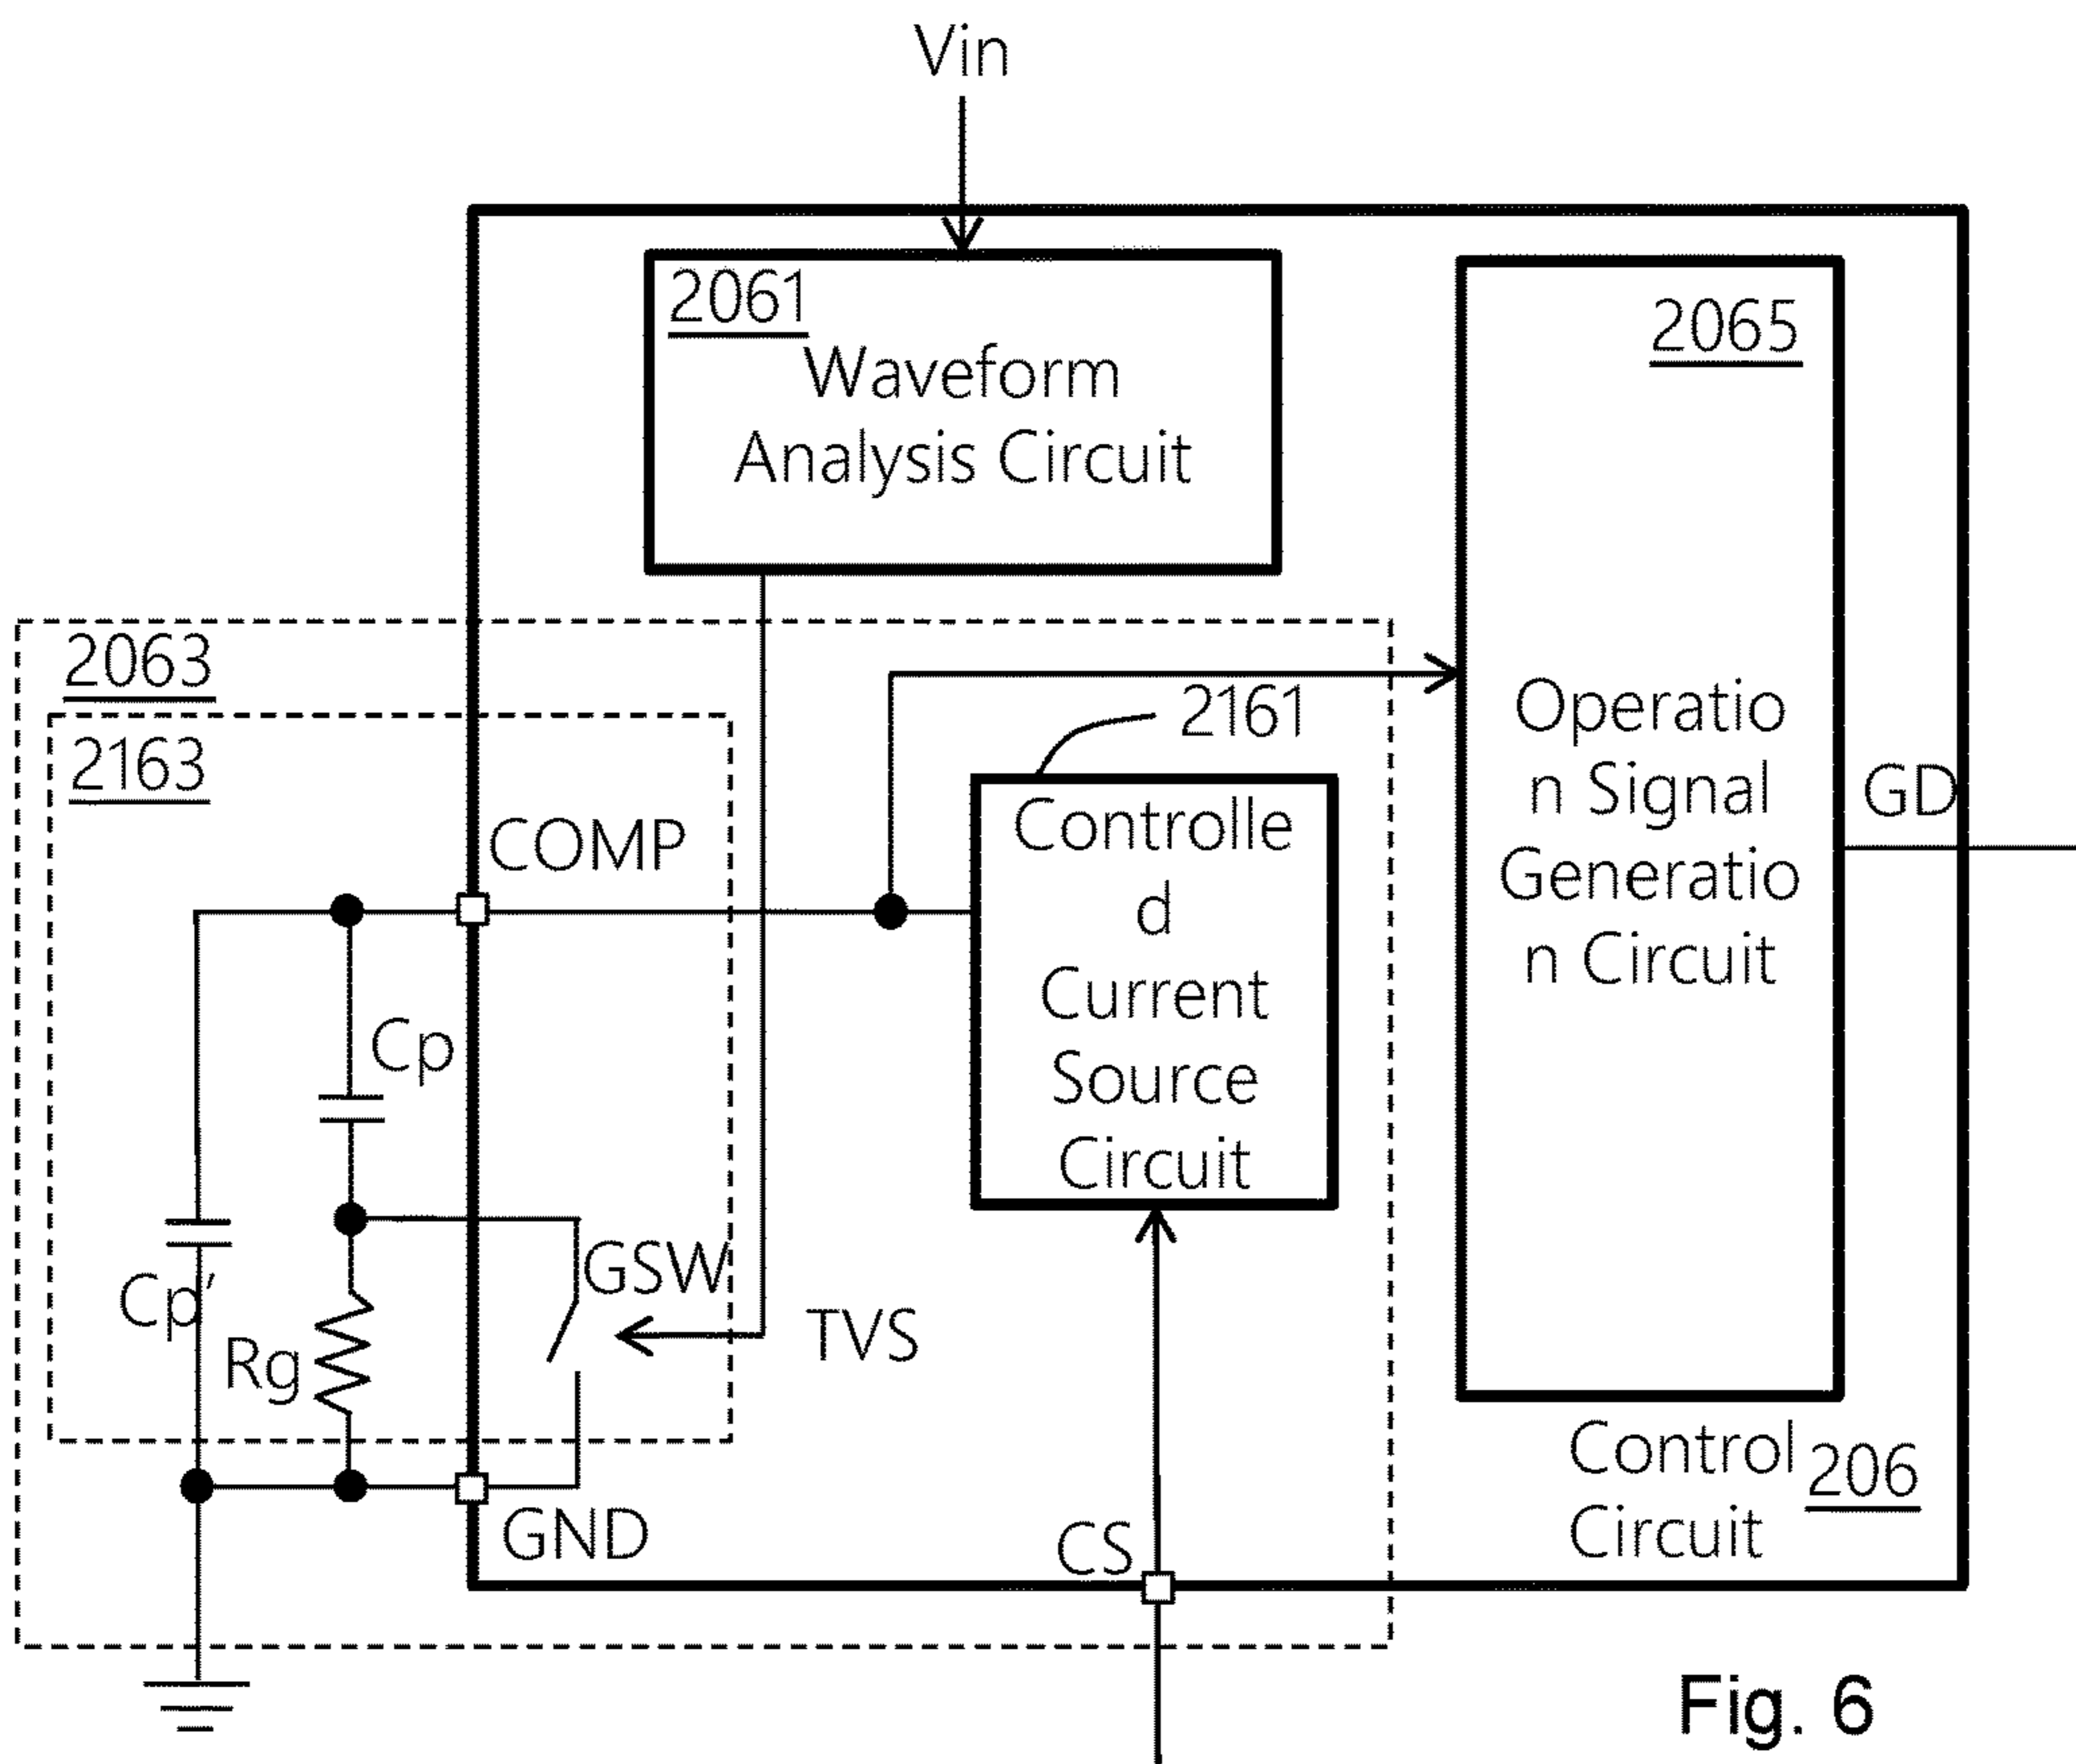 Vin
2061
Waveform
Analysis Circuit
2065
2063
2163
2161
COMP
Controlle
d
Current
Source
Circuit
Operatio
n Signal
Generatio
n Circuit
GD
Cp
Cp'
Rg
GSW
TVS
GND
CS
Control
Circuit
206
Fig. 6